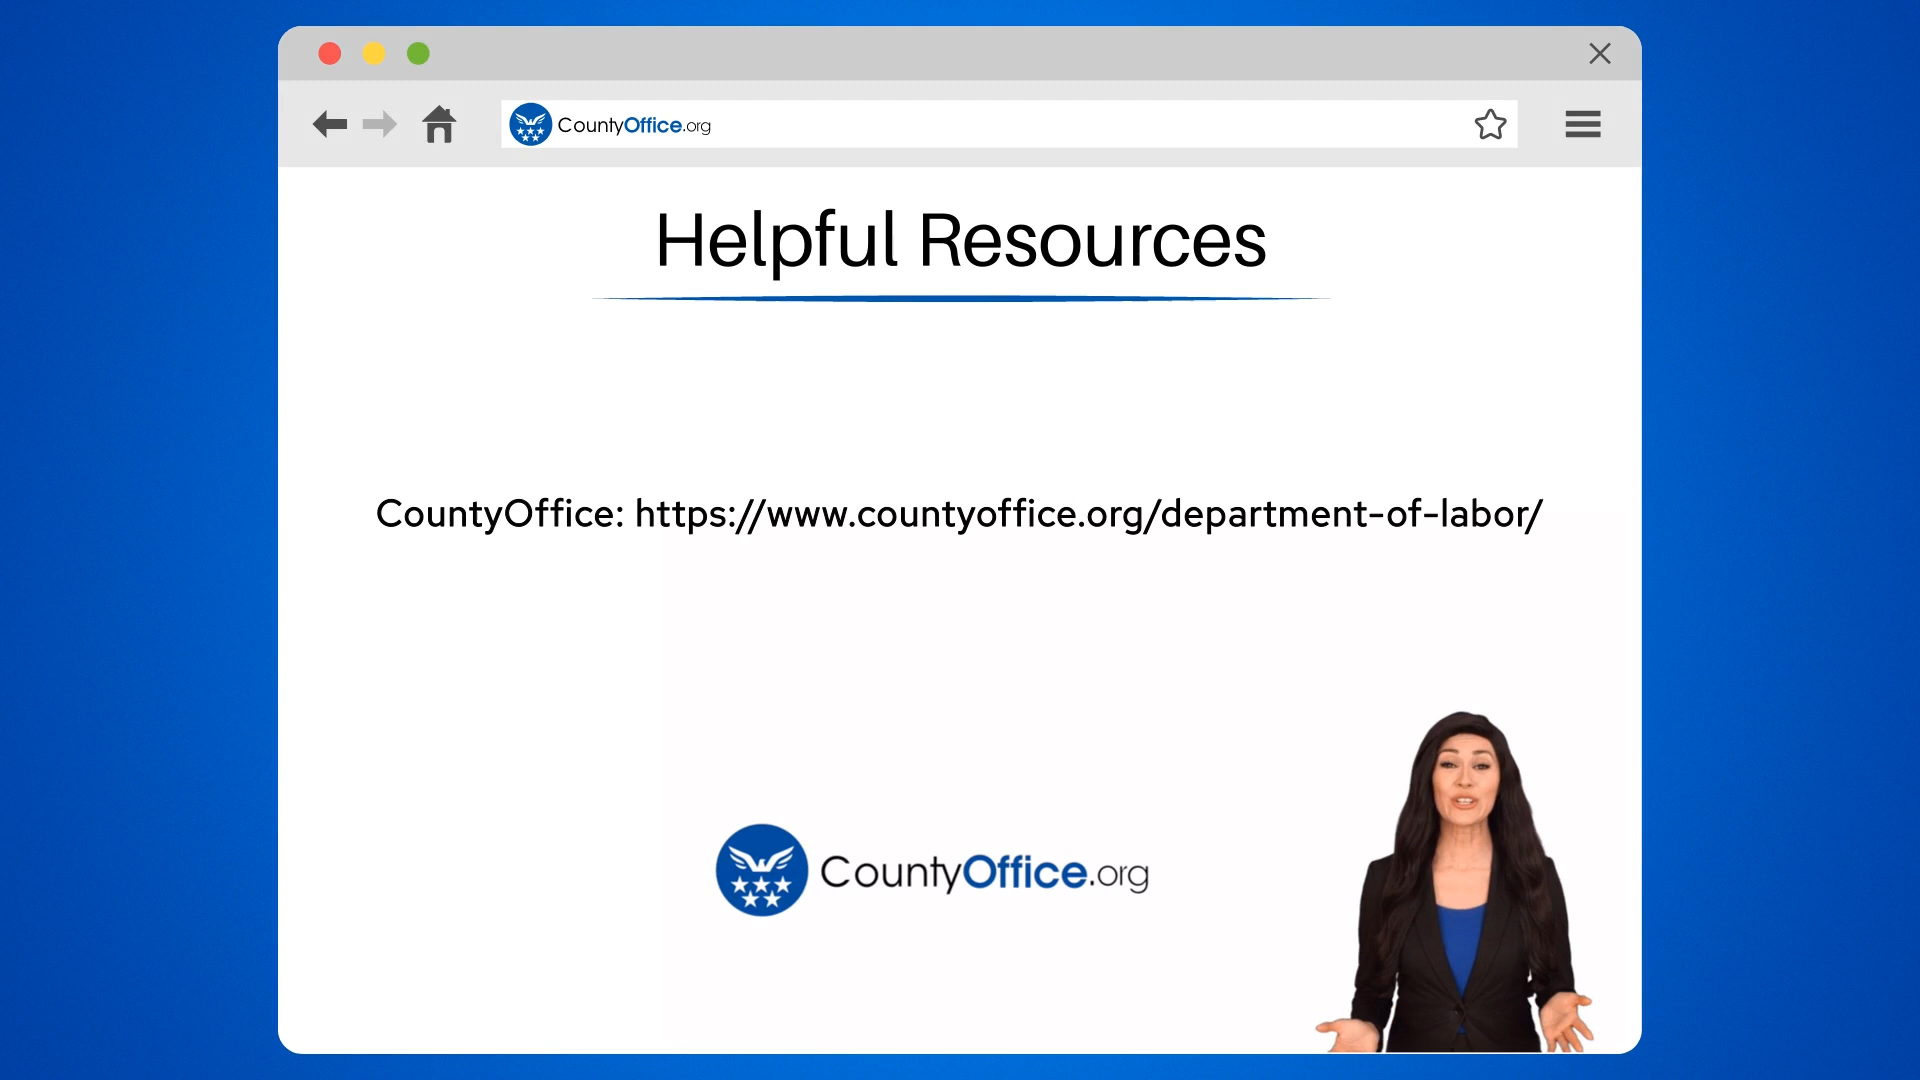 CountyOffice.org
Helpful Resources
CountyOffice: https://www.countyoffice.org/department-of-labor/
CountyOffice.org